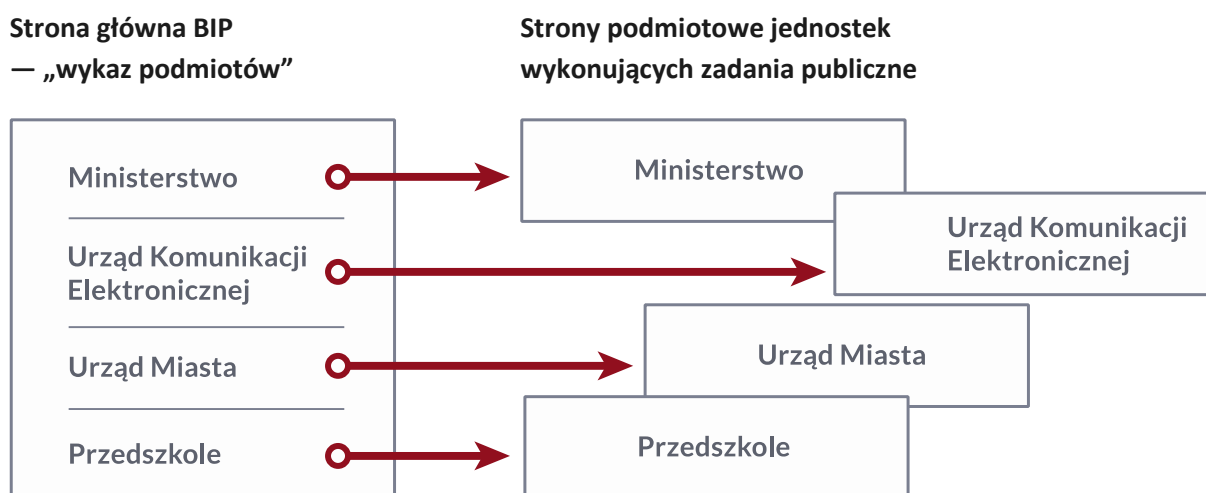 Strona główna BIP
— „wykaz podmiotów”
Strony podmiotowe jednostek
wykonujących zadania publiczne
Ministerstwo
Urząd Komunikacji
Elektronicznej
Urząd Miasta
Przedszkole
Ministerstwo
Urząd Komunikacji
Elektronicznej
Urząd Miasta
Przedszkole